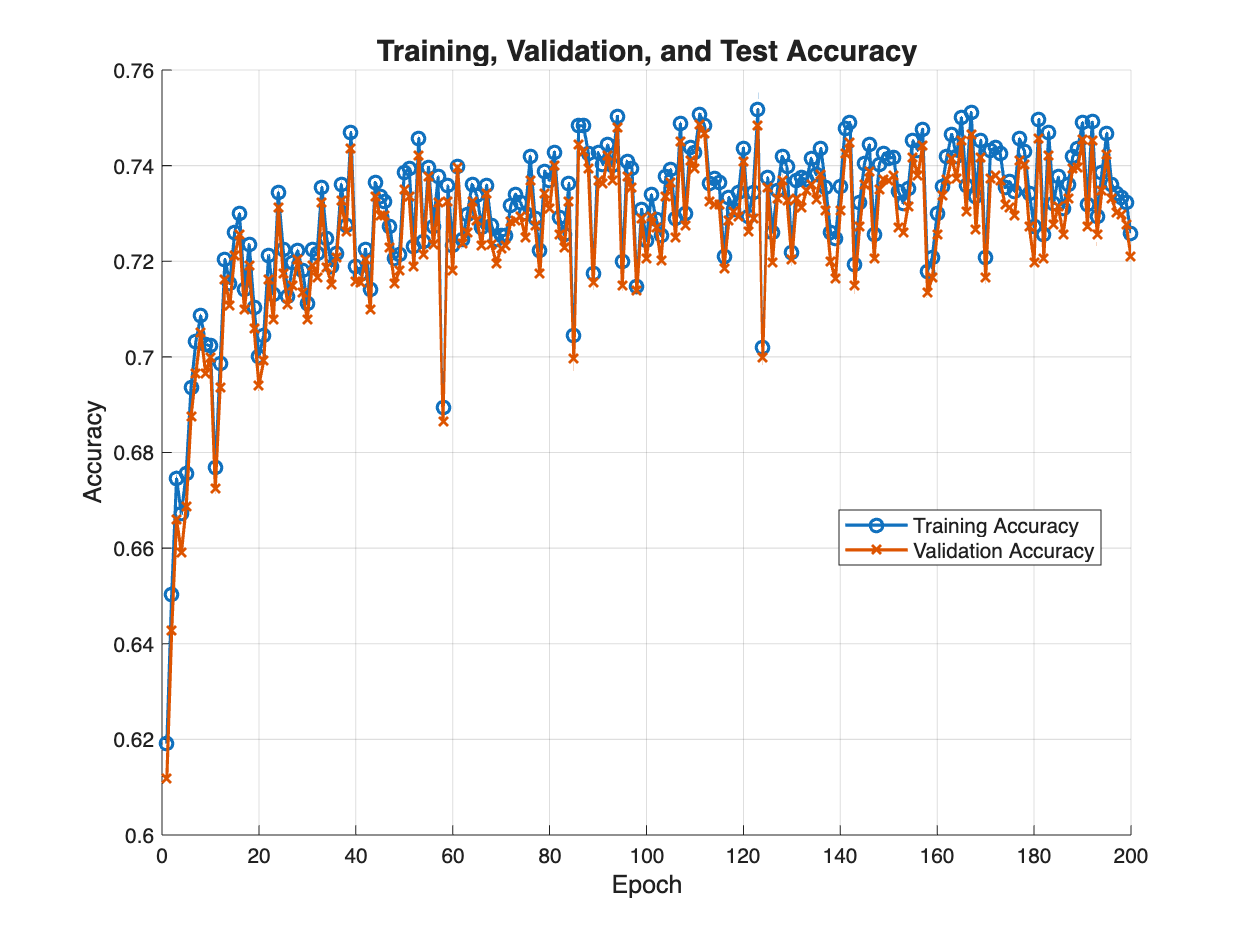 Training, Validation, and Test Accuracy
0.76
0.74
0.72
0.7
0.68
0.66
0.64
0.62
0.6
Accuracy
Training Accuracy
Validation Accuracy
0 20 40 60 80 100 120 140 160 180 200
Epoch